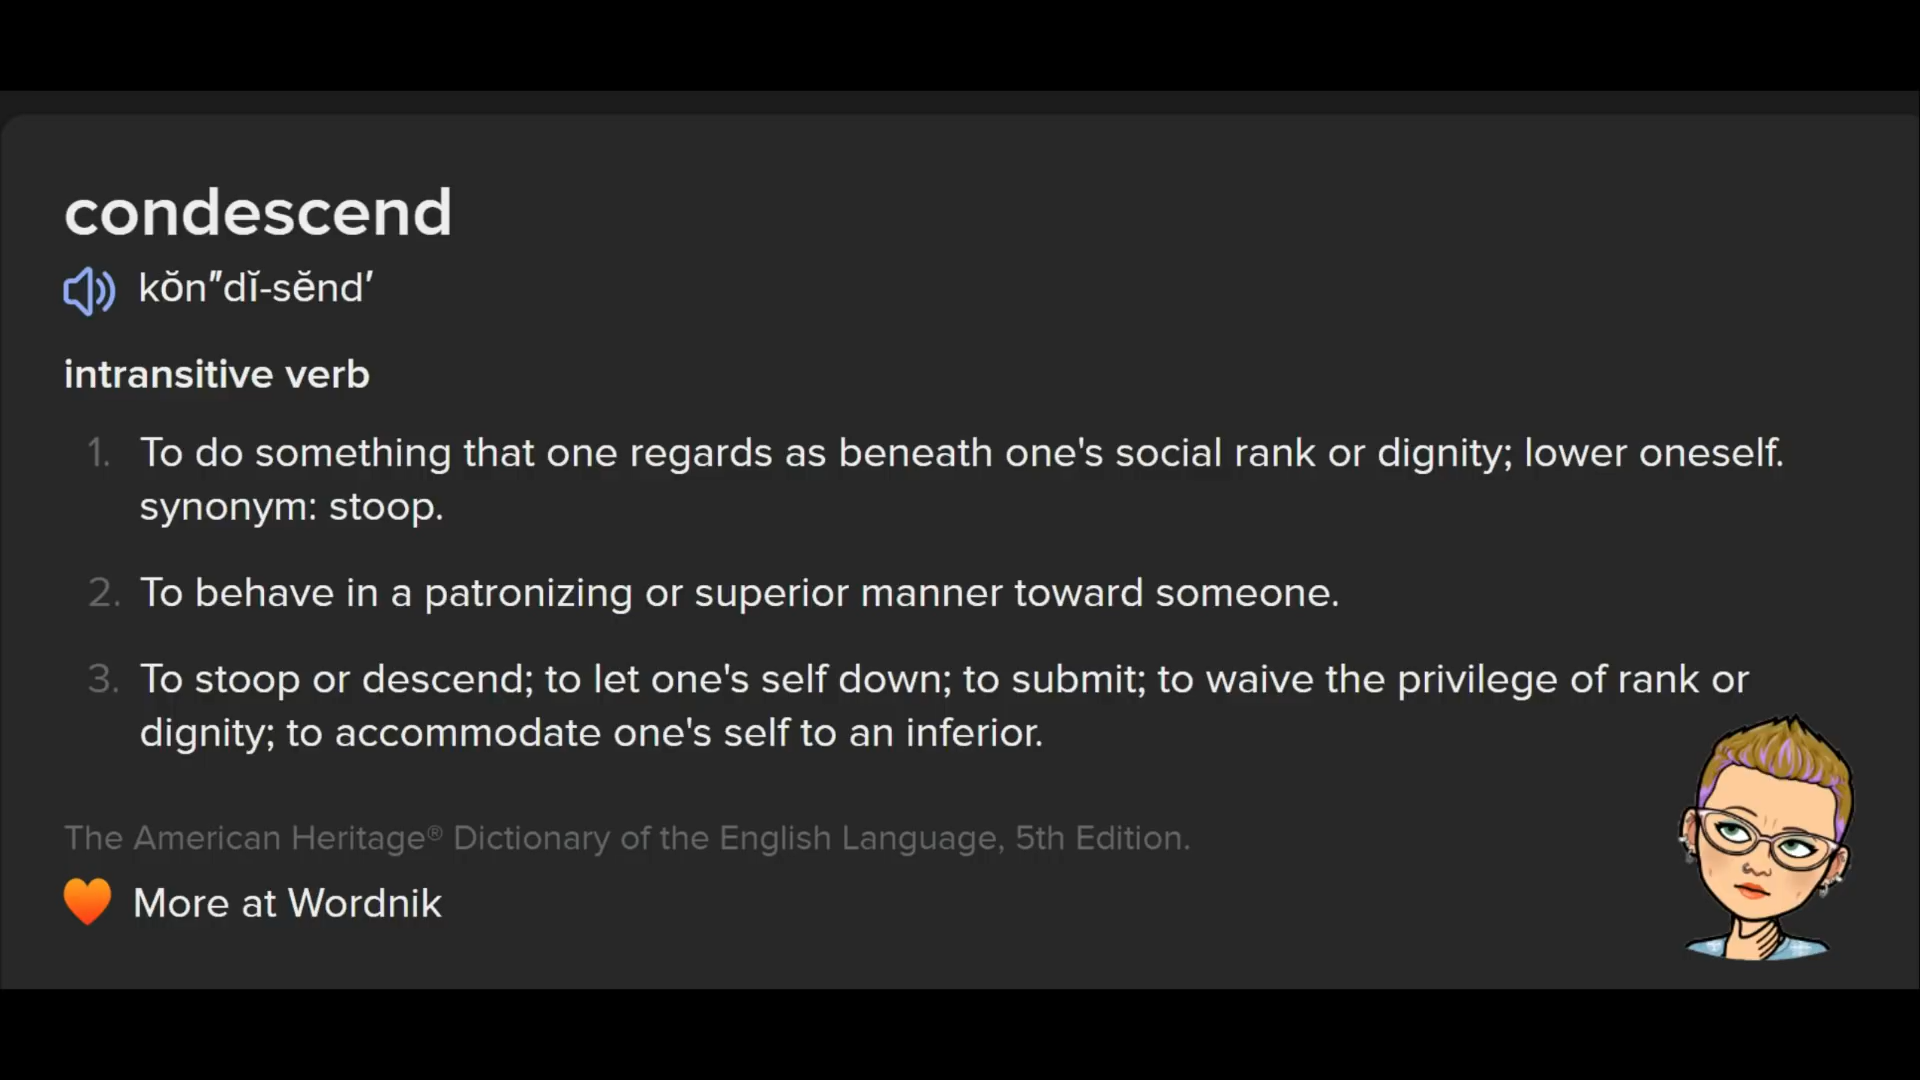 condescend
kŏn″dĭ-sĕnd′
intransitive verb
1. To do something that one regards as beneath one's social rank or dignity; lower oneself.
synonym: stoop.
2. To behave in a patronizing or superior manner toward someone.
3. To stoop or descend; to let one's self down; to submit; to waive the privilege of rank or
dignity; to accommodate one's self to an inferior.
The American Heritage® Dictionary of the English Language, 5th Edition.
More at Wordnik